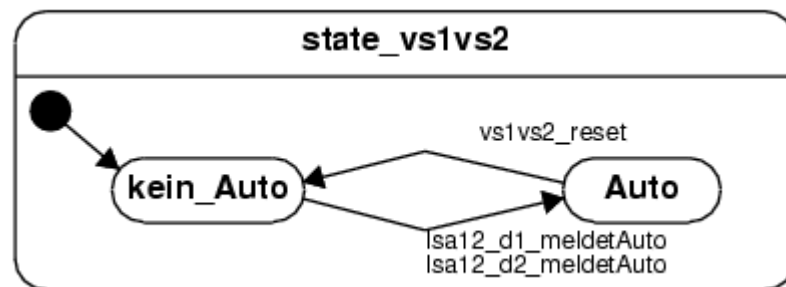 state_vs1vs2
vs1vs2_reset
kein_Auto
Auto
lsa12_d1_meldetAuto
lsa12_d2_meldetAuto